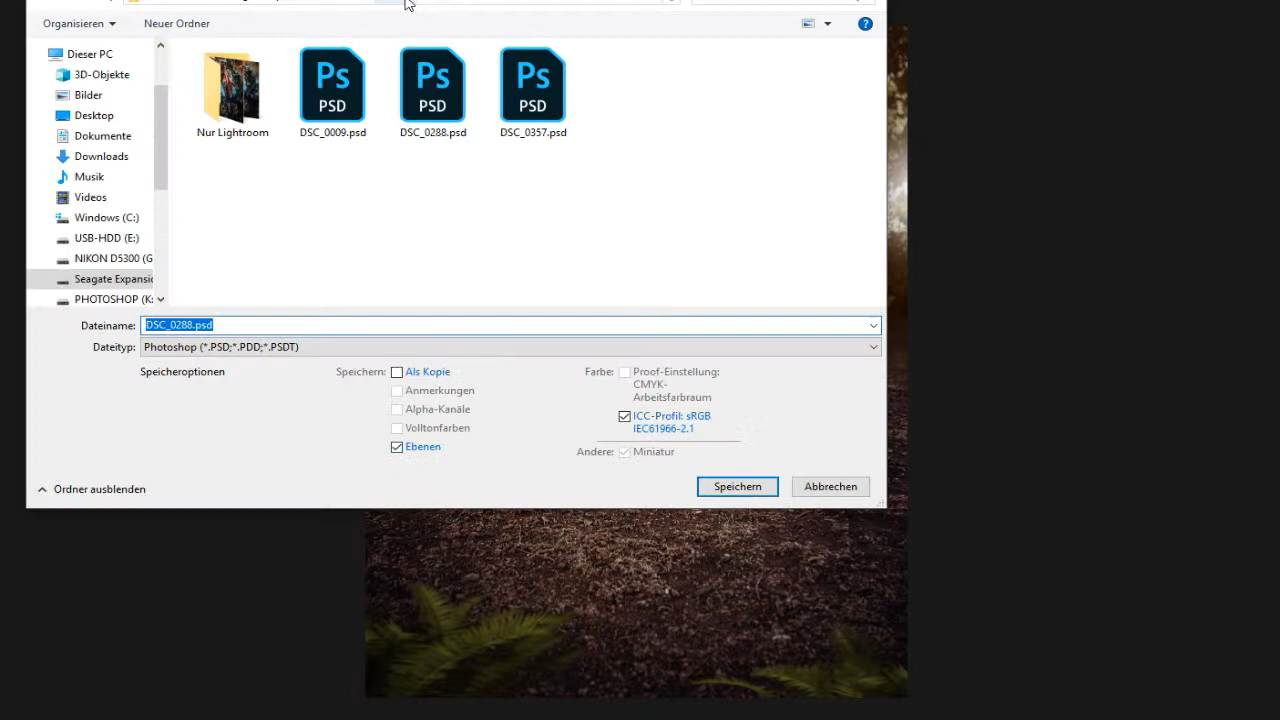 Organisieren
Neuer Ordner
Dieser PC
3D-Objekte
Bilder
Desktop
Dokumente
Downloads
Musik
Videos
Windows (C:)
USB-HDD (E:)
NIKON D5300 (G
Seagate Expansic
PHOTOSHOP (K:
Ps
PSD
Ps
PSD
Ps
PSD
Nur Lightroom
DSC_0009.psd
DSC_0288.psd
DSC_0357.psd
Dateiname: DSC_0288.psd
Dateityp: Photoshop (*.PSD;*.PDD;*.PSDT)
Speicheroptionen
Speichern: Als Kopie
Anmerkungen
Alpha-Kanäle
Volltonfarben
Ebenen
Farbe: Proof-Einstellung:
CMYK-
Arbeitsfarbraum
ICC-Profil: sRGB
IEC61966-2.1
Andere: Miniatur
Ordner ausblenden
Speichern
Abbrechen